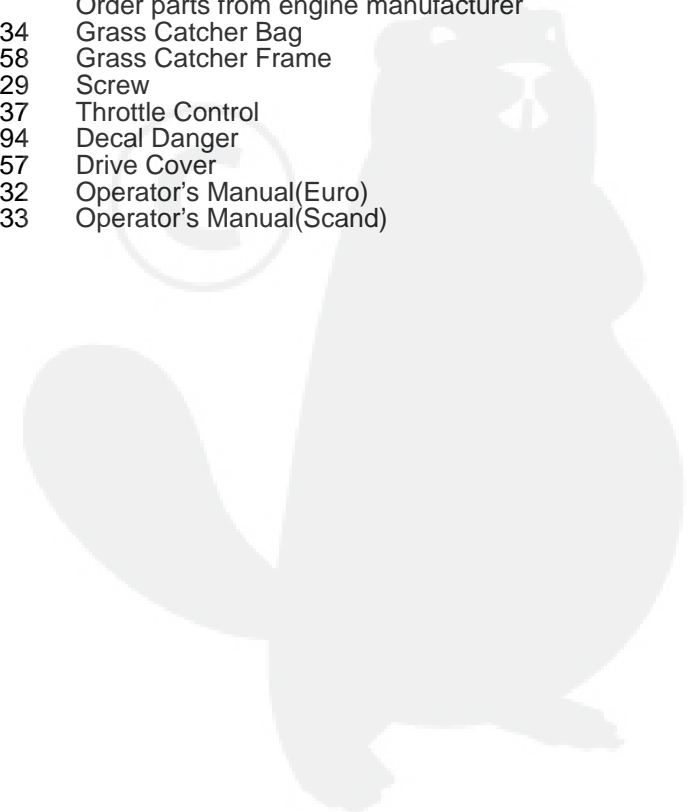 Order parts from engine manufacturer
34 Grass Catcher Bag
58 Grass Catcher Frame
29 Screw
37 Throttle Control
94 Decal Danger
57 Drive Cover
32 Operator’s Manual(Euro)
33 Operator’s Manual(Scand)
©